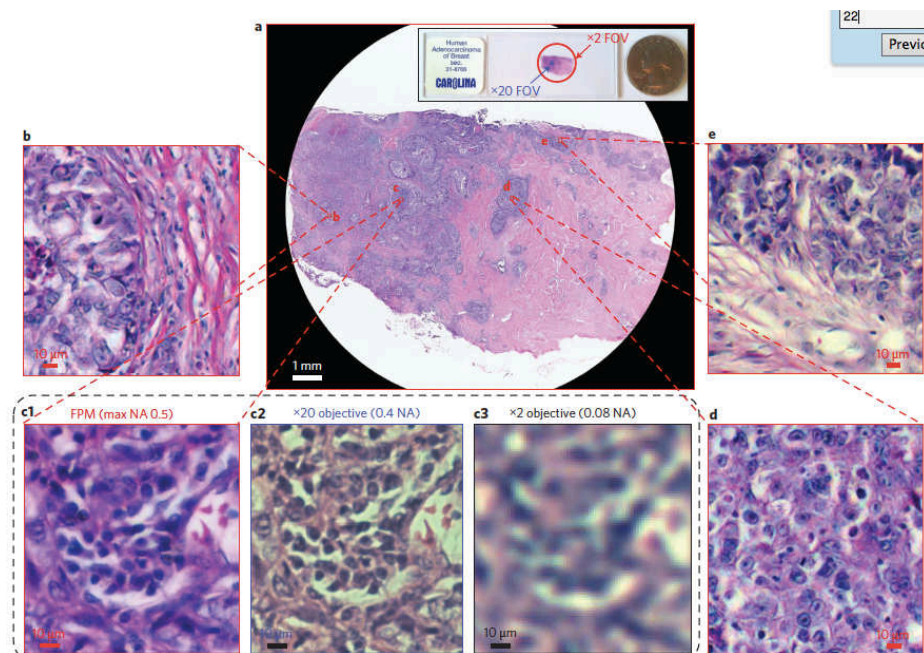 22
Previ
a
Human
Adenocarcinoma
of Breast
sec.
31-4766
CAROLINA
×2 FOV
×20 FOV
b
e
e
c
d
b
10 µm
1 mm
10 µm
c1
FPM (max NA 0.5)
c2
×20 objective (0.4 NA)
c3
×2 objective (0.08 NA)
d
10 µm
10 µm
10 µm
10 µm